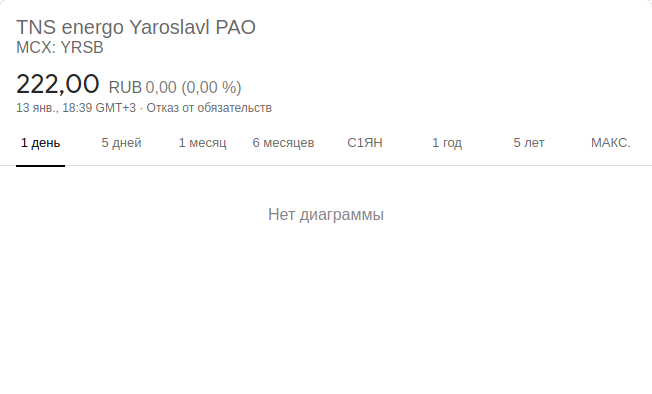 TNS energo Yaroslavl PAO
MCX: YRSB
222,00 RUB 0,00 (0,00 %)
13 янв., 18:39 GMT+3 · Отказ от обязательств
1 день 5 дней 1 месяц 6 месяцев С1ЯН 1 год 5 лет МАКС.
Нет диаграммы